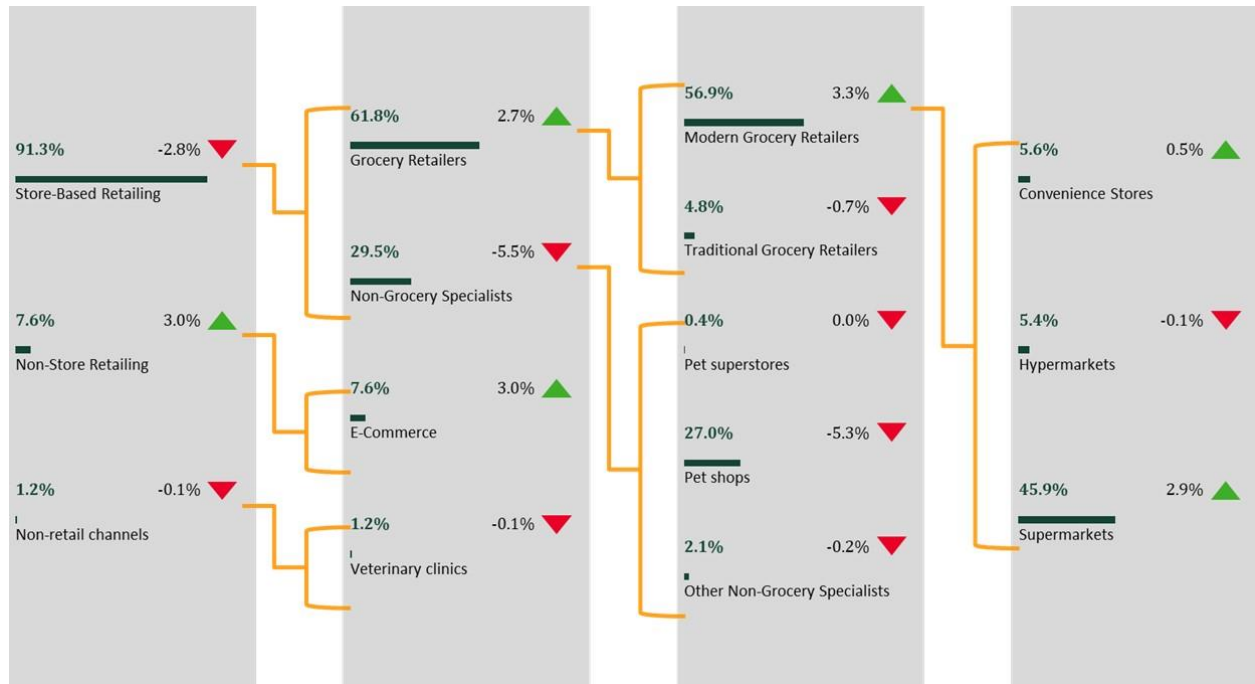 91.3% -2.8%
Store-Based Retailing
7.6% 3.0%
Non-Store Retailing
1.2% -0.1%
Non-retail channels
61.8% 2.7%
Grocery Retailers
29.5% -5.5%
Non-Grocery Specialists
7.6% 3.0%
E-Commerce
1.2% -0.1%
Veterinary clinics
56.9% 3.3%
Modern Grocery Retailers
4.8% -0.7%
Traditional Grocery Retailers
0.4% 0.0%
Pet superstores
27.0% -5.3%
Pet shops
2.1% -0.2%
Other Non-Grocery Specialists
5.6% 0.5%
Convenience Stores
5.4% -0.1%
Hypermarkets
45.9% 2.9%
Supermarkets